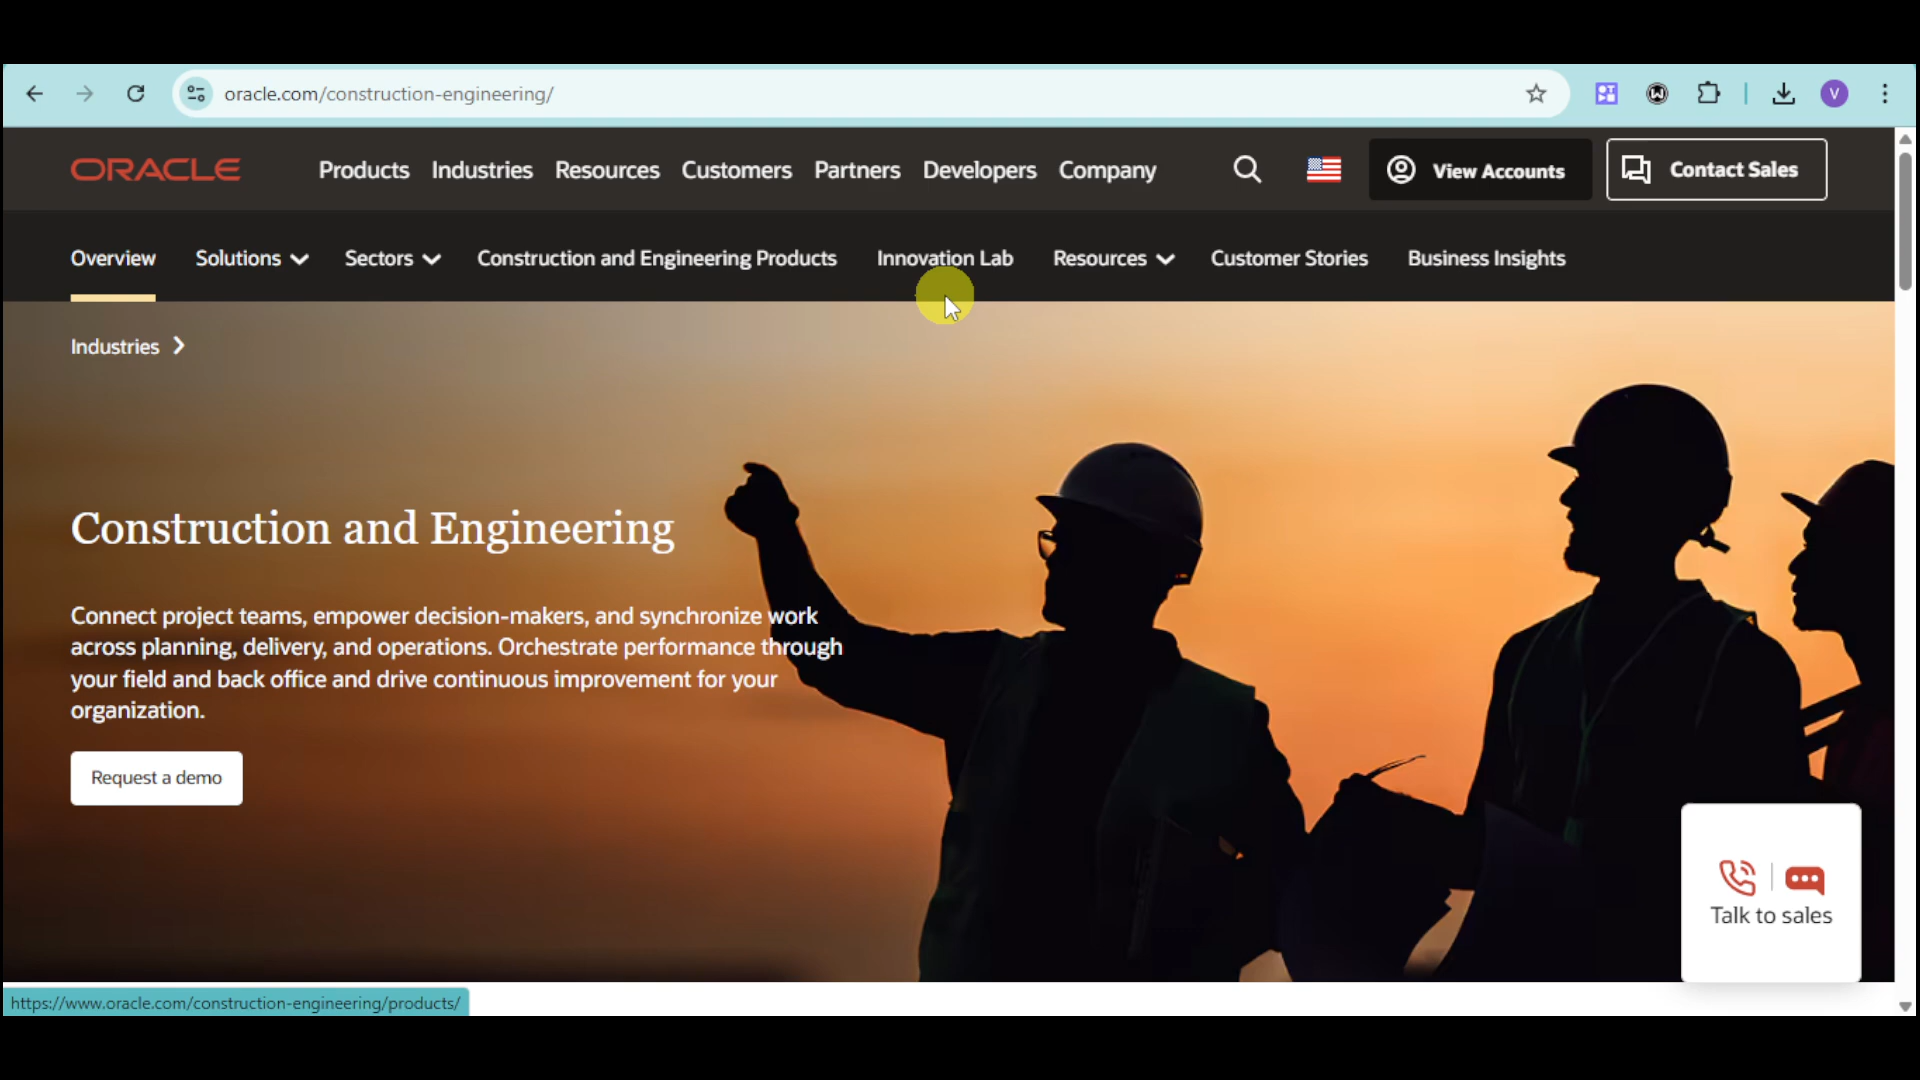 oracle.com/construction-engineering/
V
ORACLE Products Industries Resources Customers Partners Developers Company View Accounts Contact Sales
Overview Solutions Sectors Construction and Engineering Products Innovation Lab Resources Customer Stories Business Insights
Industries
Construction and Engineering
Connect project teams, empower decision-makers, and synchronize work
across planning, delivery, and operations. Orchestrate performance through
your field and back office and drive continuous improvement for your
organization.
Request a demo
Talk to sales
https://www.oracle.com/construction-engineering/products/